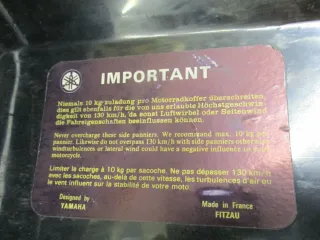 IMPORTANT
Niemals 10 kg zuladung pro Motorradkoffer überschreiten,
dies gilt ebenfalls für die von uns erlaubte Höchstgeschwin
digkeit von 130 km/h, da sonst Luftwirbel oder Seitenwind
die Fahreigenschaften beeinflussen können.
Never overcharge these side panniers. We recommand max. 10 kg per
pannier. Likewise do not overpass 130 km/h with side panniers otherwise
windturbulences or lateral wind could have a negative influence to your
motorcycle.
Limiter la charge à 10 kg par sacoche. Ne pas dépasser 130 km/h
avec les sacoches, au-delà de cette vitesse, les turbulences d'air ou
le vent influent sur la stabilité de votre moto.
Designed by
YAMAHA
Made in France
FITZAU